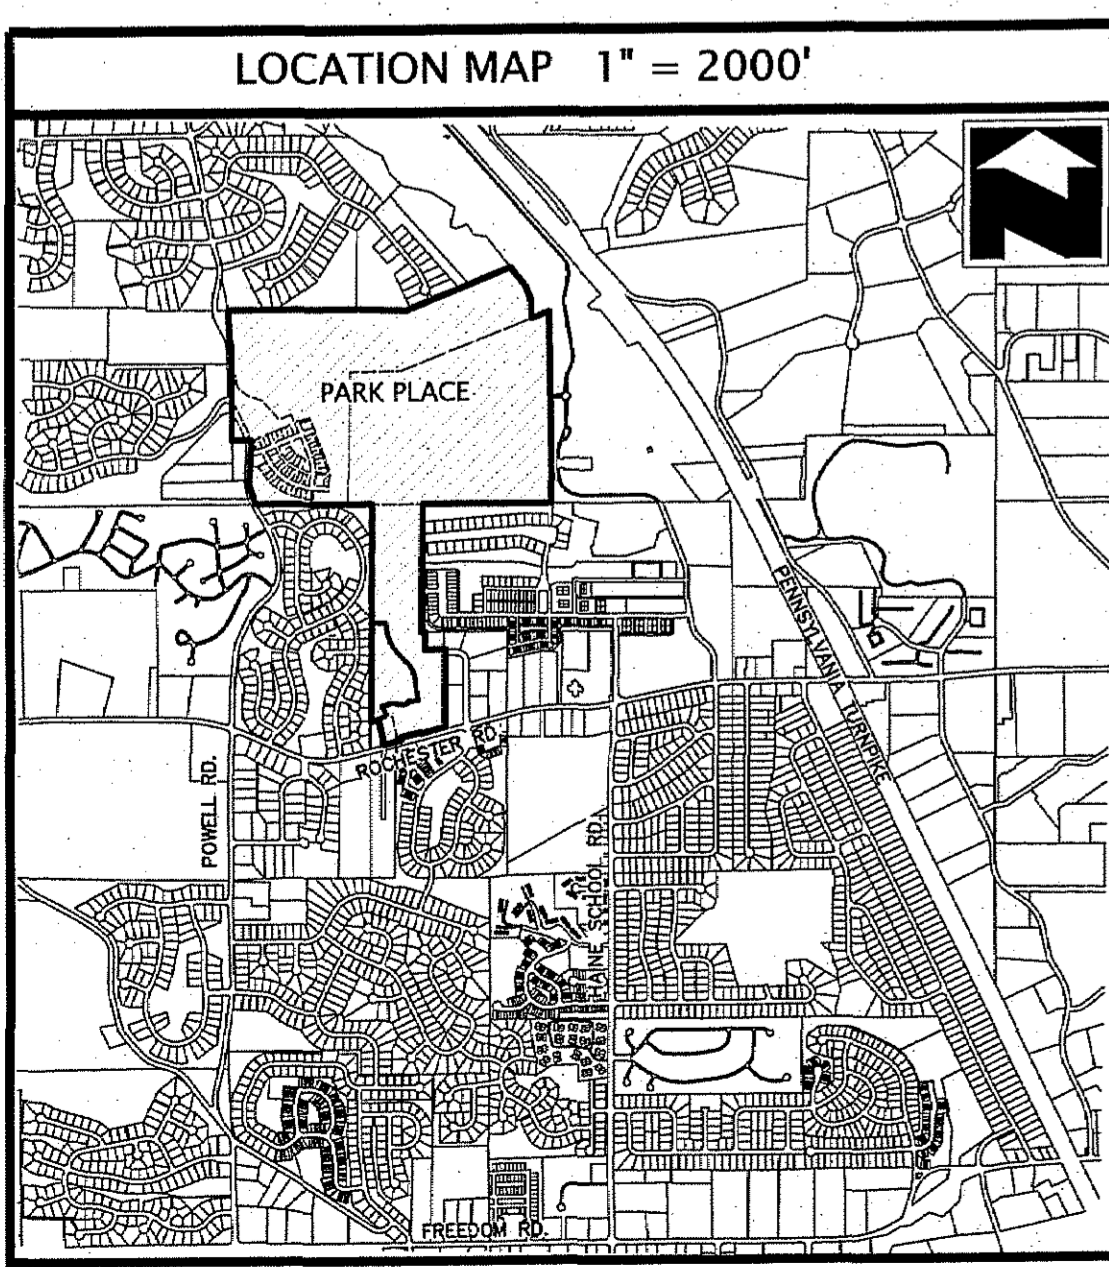 LOCATION MAP 1" = 2000'
PARK PLACE
PENNSYLVANIA TURNPIKE
ROCHESTER RD.
POWELL RD.
HAINE SCHOOL RD.
FREEDOM RD.